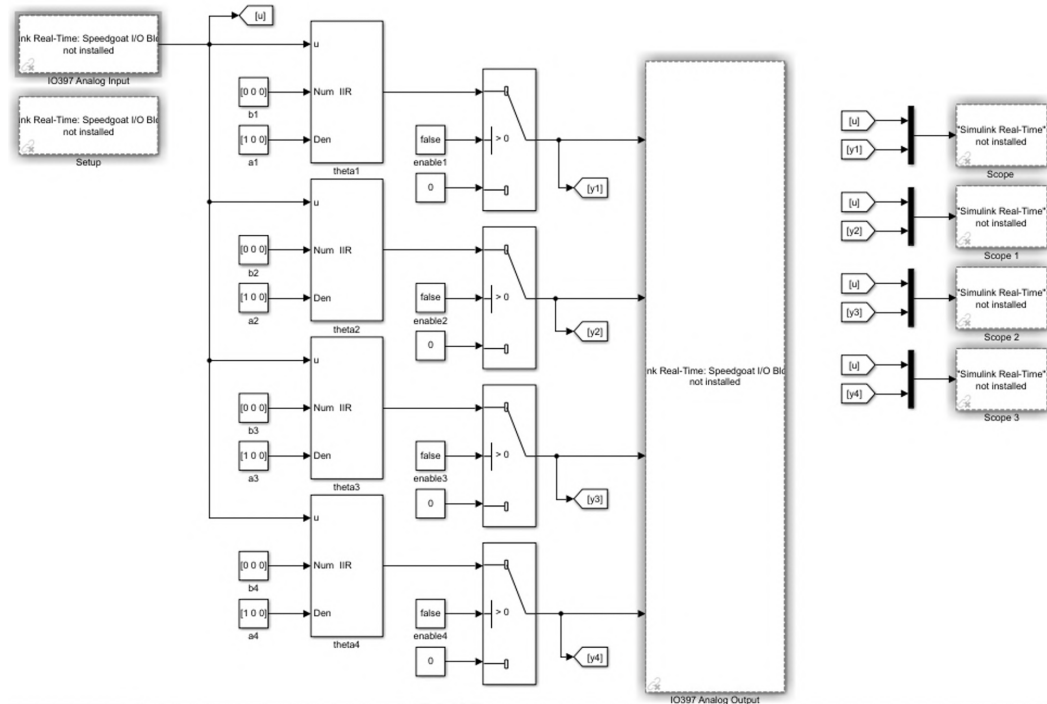 [u]
nk Real-Time: Speedgoat I/O Blo
not installed
IO397 Analog Input
nk Real-Time: Speedgoat I/O Blo
not installed
Setup
u
[0 0 0]
b1
Num IIR
[1 0 0]
a1
Den
theta1
false
enable1
> 0
0
[y1]
u
[0 0 0]
b2
Num IIR
[1 0 0]
a2
Den
theta2
false
enable2
> 0
0
[y2]
u
[0 0 0]
b3
Num IIR
[1 0 0]
a3
Den
theta3
false
enable3
> 0
0
[y3]
u
[0 0 0]
b4
Num IIR
[1 0 0]
a4
Den
theta4
false
enable4
> 0
0
[y4]
nk Real-Time: Speedgoat I/O Blo
not installed
IO397 Analog Output
[u]
[y1]
"Simulink Real-Time"
not installed
Scope
[u]
[y2]
"Simulink Real-Time"
not installed
Scope 1
[u]
[y3]
"Simulink Real-Time"
not installed
Scope 2
[u]
[y4]
"Simulink Real-Time"
not installed
Scope 3